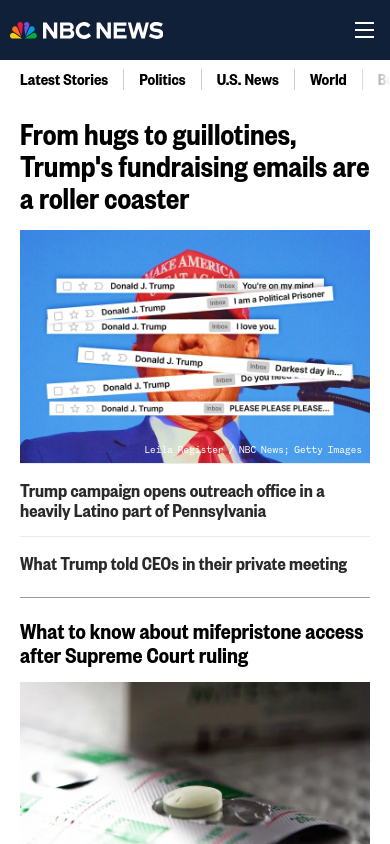 NBC NEWS
Latest Stories
Politics
U.S. News
World
From hugs to guillotines,
Trump's fundraising emails are
a roller coaster
MAKE AMERICA
Donald J. Trump Inbox You're on my mind
Donald J. Trump Inbox I am a Political Prisoner
Donald J. Trump Inbox I love you.
Donald J. Trump Inbox Darkest day in...
Donald J. Trump Inbox Do you need
Donald J. Trump Inbox PLEASE PLEASE PLEASE...
Leila Register / NBC News; Getty Images
Trump campaign opens outreach office in a
heavily Latino part of Pennsylvania
What Trump told CEOs in their private meeting
What to know about mifepristone access
after Supreme Court ruling